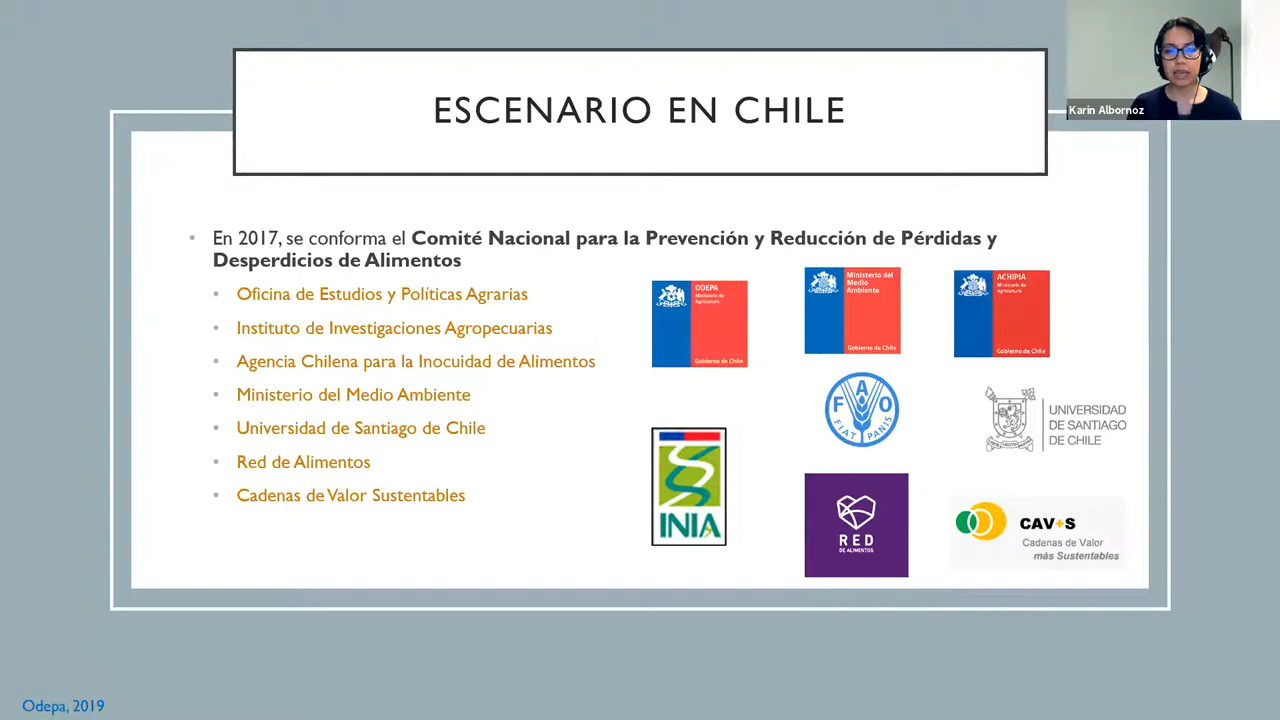 ESCENARIO EN CHILE
Karin Albornoz
• En 2017, se conforma el Comité Nacional para la Prevención y Reducción de Pérdidas y
Desperdicios de Alimentos
• Oficina de Estudios y Políticas Agrarias
• Instituto de Investigaciones Agropecuarias
• Agencia Chilena para la Inocuidad de Alimentos
• Ministerio del Medio Ambiente
• Universidad de Santiago de Chile
• Red de Alimentos
• Cadenas de Valor Sustentables
ODEPA
Ministerio de
Agricultura
Gobierno de Chile
Ministerio del
Medio
Ambiente
Gobierno de Chile
ACHIPIA
Ministerio de
Agricultura
Gobierno de Chile
FAO
FIAT PANIS
UNIVERSIDAD
DE SANTIAGO
DE CHILE
INIA
RED
DE ALIMENTOS
CAV+S
Cadenas de Valor
más Sustentables
Odepa, 2019